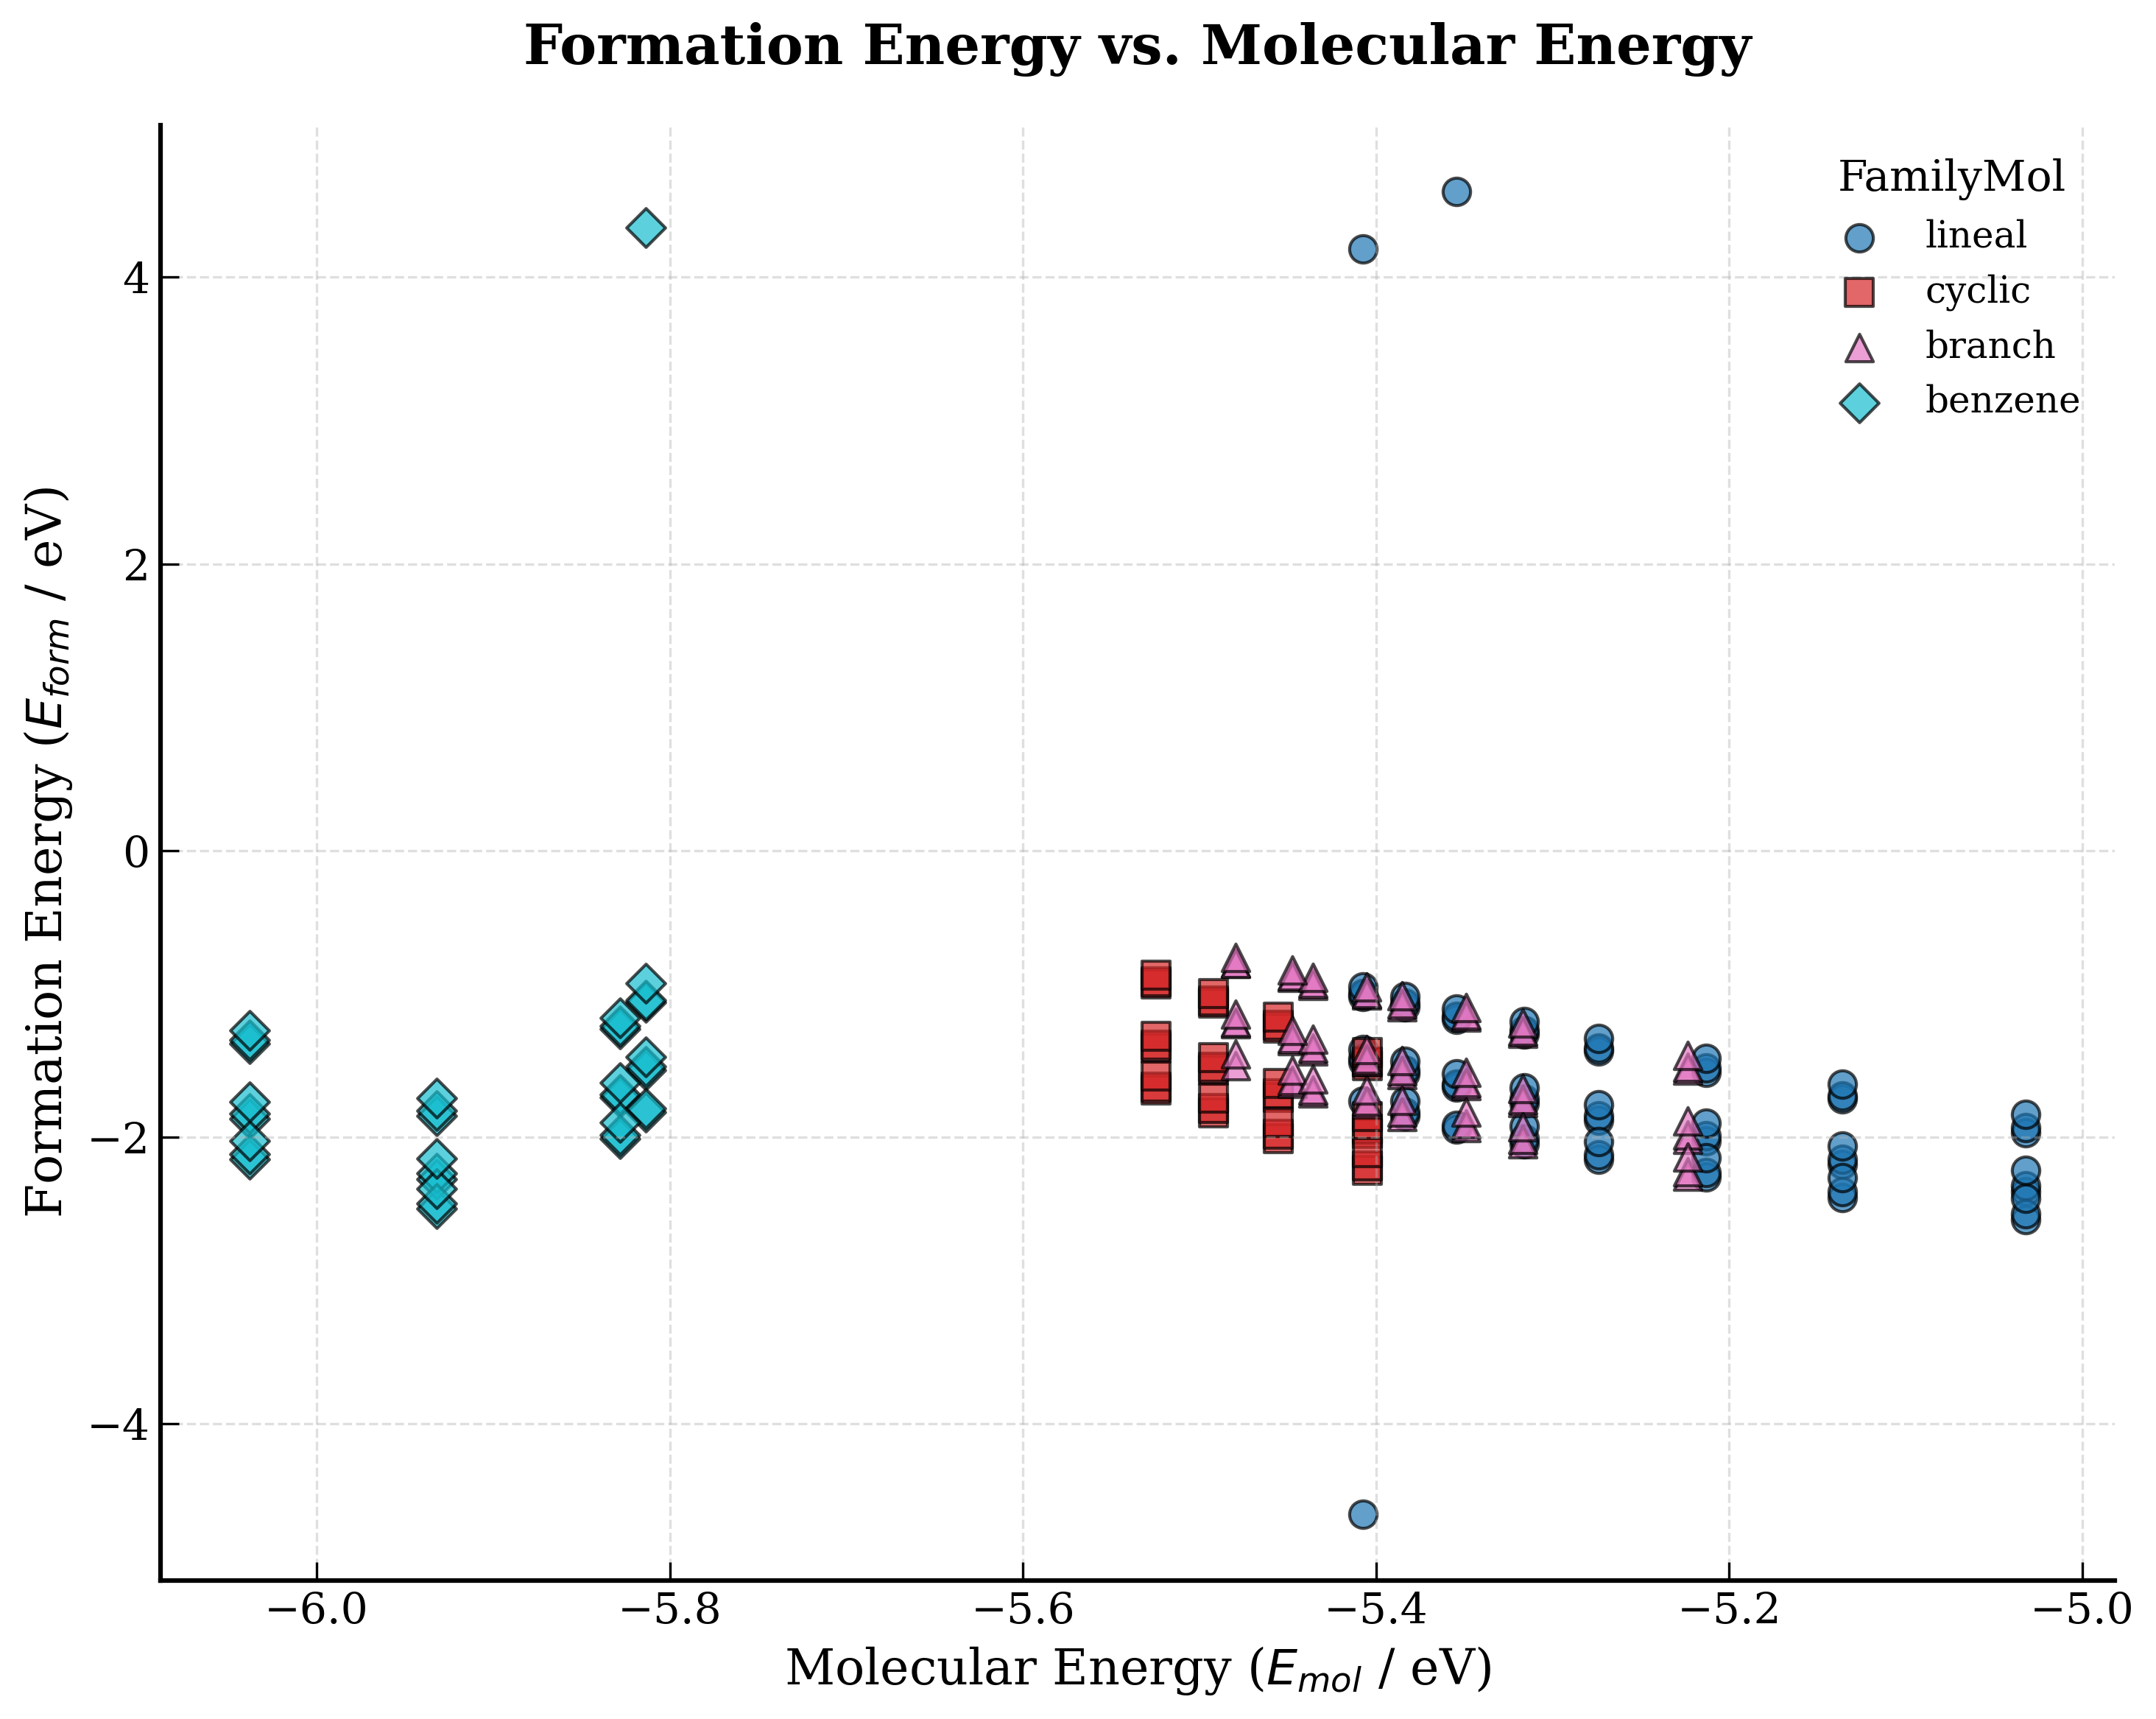 Formation Energy vs. Molecular Energy
FamilyMol
lineal
cyclic
branch
benzene
4
2
0
−2
−4
Formation Energy (E_form / eV)
−6.0
−5.8
−5.6
−5.4
−5.2
−5.0
Molecular Energy (E_mol / eV)